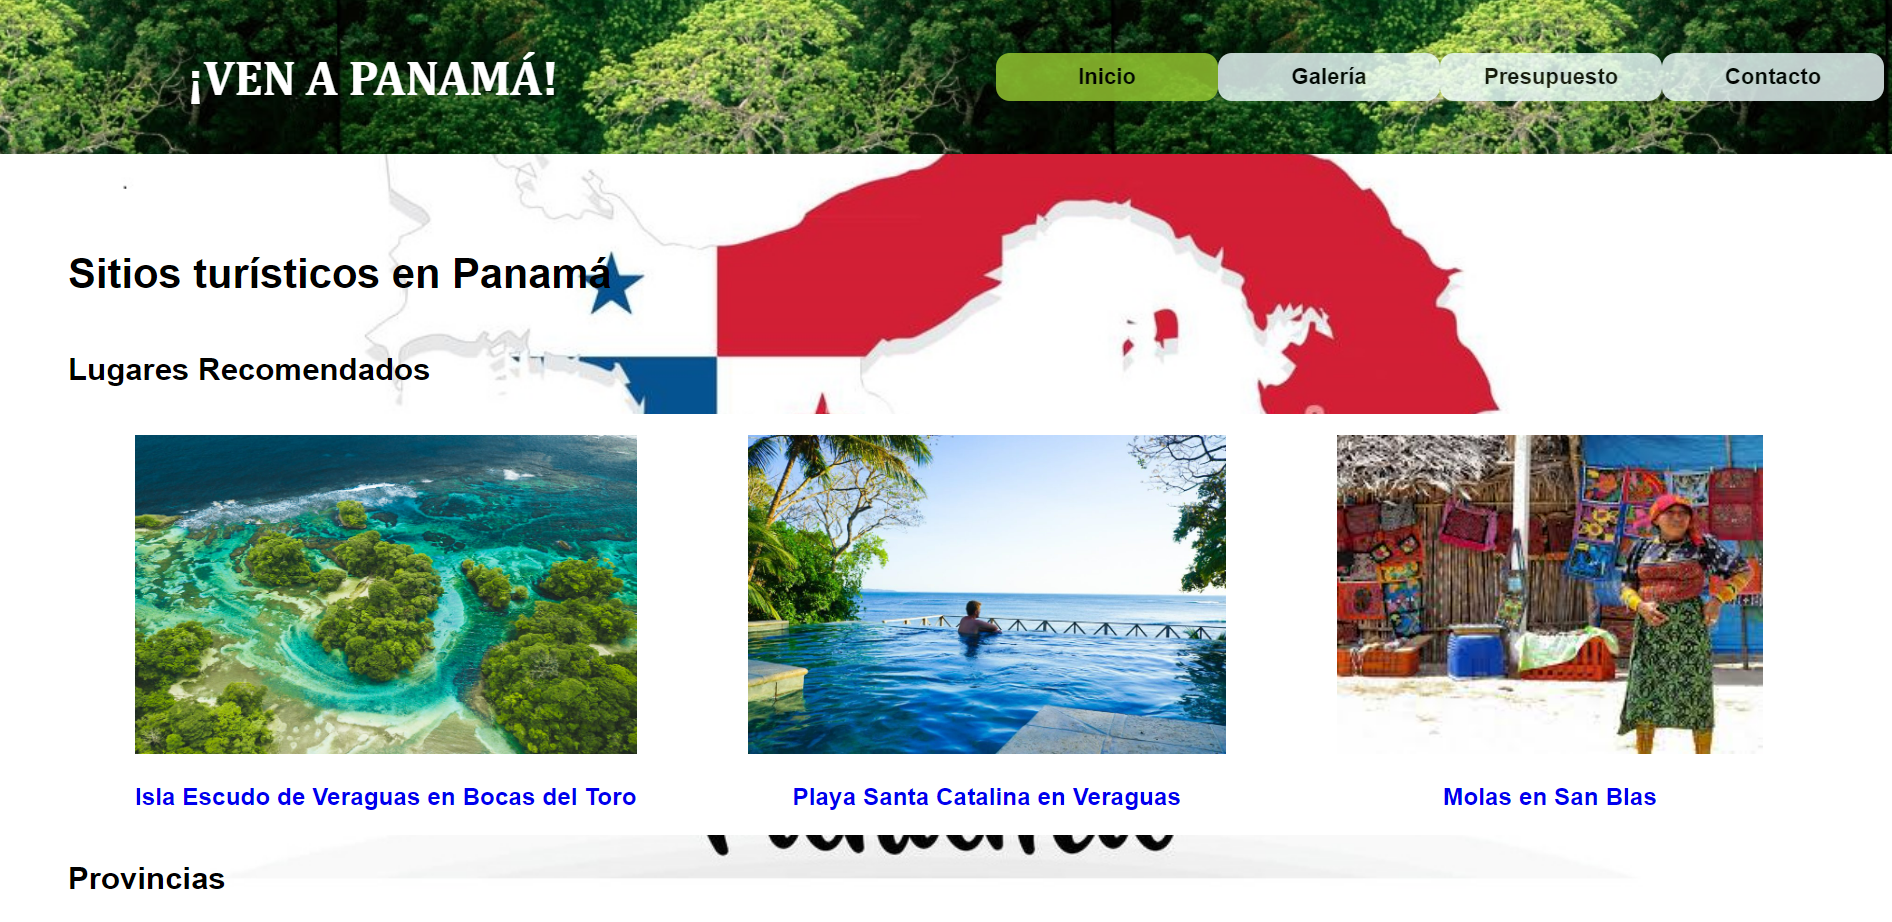 ¡VEN A PANAMÁ!
Inicio
Galería
Presupuesto
Contacto
Sitios turísticos en Panamá
Lugares Recomendados
Isla Escudo de Veraguas en Bocas del Toro
Playa Santa Catalina en Veraguas
Molas en San Blas
Provincias